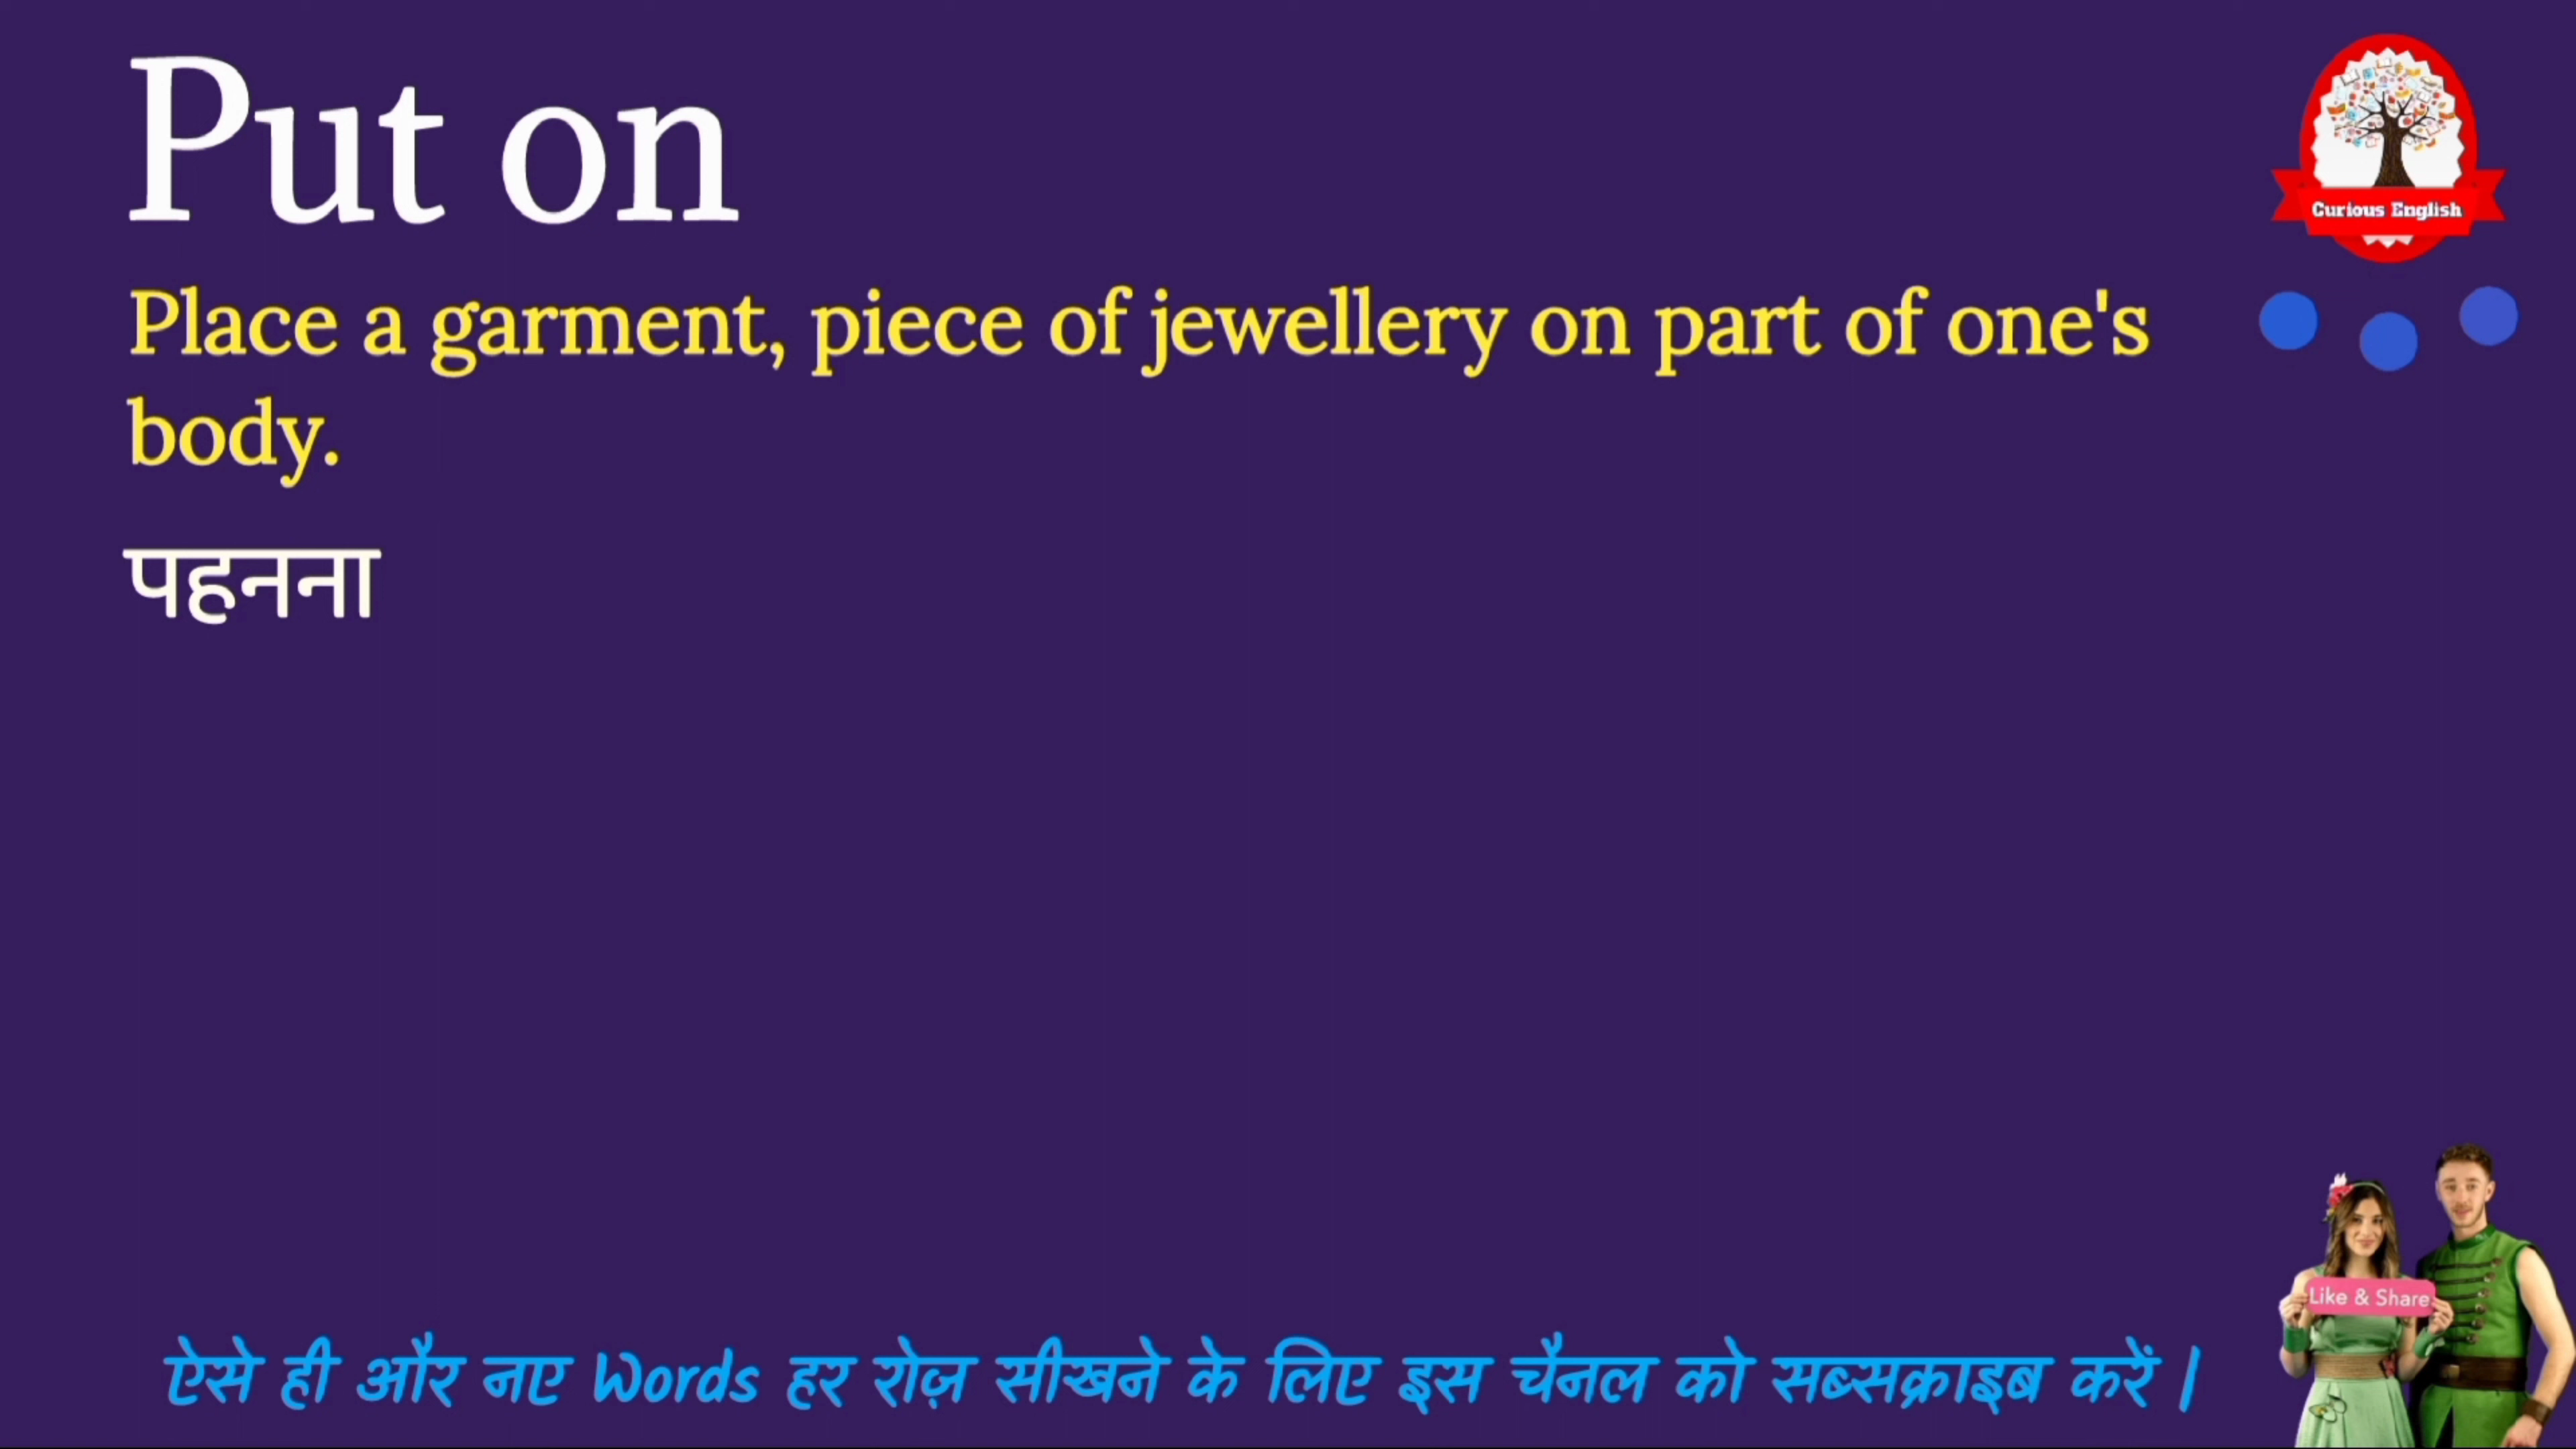 Put on
Curious English
Place a garment, piece of jewellery on part of one's
body.
पहनना
Like & Share
ऐसे ही और नए Words हर रोज़ सीखने के लिए इस चैनल को सब्सक्राइब करें |